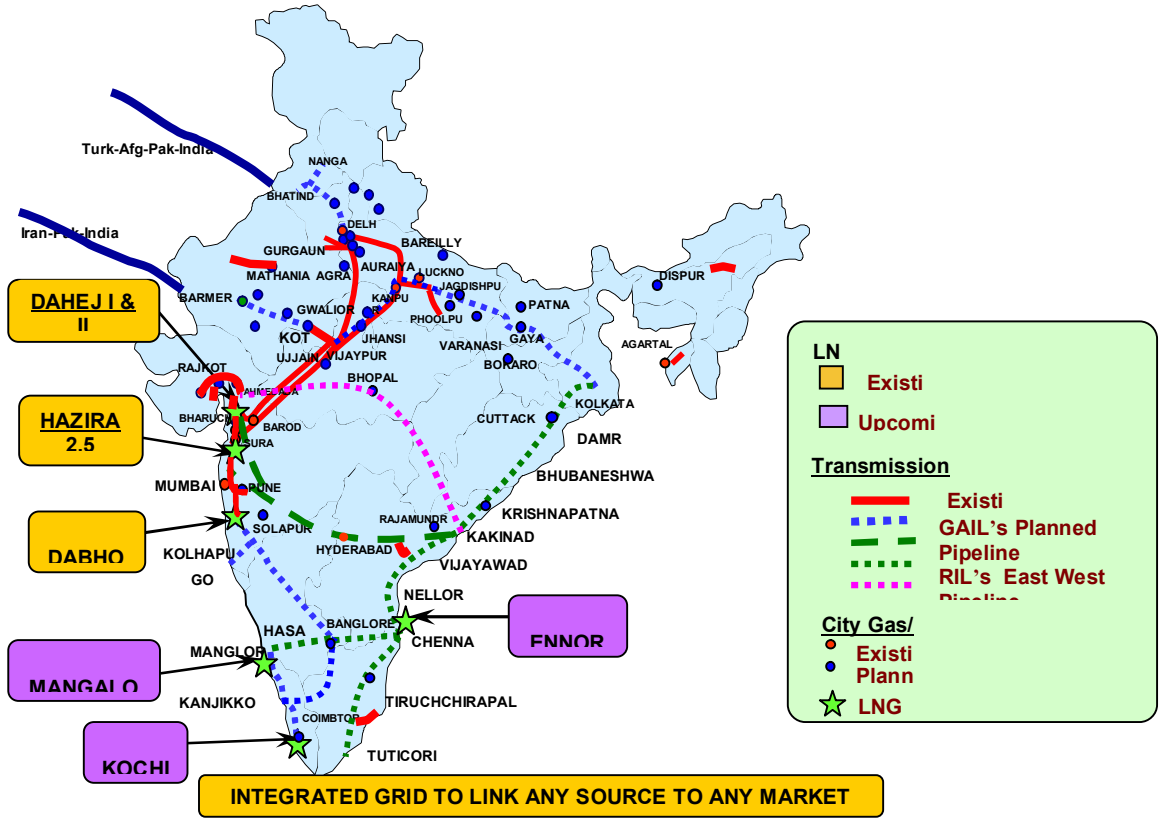 Turk-Afg-Pak-India
NANGA
BHATIND
Iran-Pak-India
DELH
GURGAUN
BAREILLY
MATHANIA
AGRA
AURAIYA
LUCKNO
DISPUR
DAHEJ I &
II
BARMER
KANPU
R
JAGDISHPU
GWALIOR
PHOOLPU
PATNA
KOT
JHANSI
VARANASI
GAYA
AGARTAL
UJJAIN
VIJAYPUR
BOKARO
RAJKOT
BHOPAL
BHARUCH
BAROD
KOLKATA
CUTTACK
DAMR
HAZIRA
2.5
SURA
BHUBANESHWA
MUMBAI
PUNE
KRISHNAPATNA
SOLAPUR
RAJAMUNDR
KAKINAD
DABHO
KOLHAPU
HYDERABAD
VIJAYAWAD
GO
NELLOR
HASA
BANGLORE
CHENNA
ENNOR
MANGLOR
MANGALO
KANJIKKO
TIRUCHCHIRAPAL
COIMBTOR
KOCHI
TUTICORI
INTEGRATED GRID TO LINK ANY SOURCE TO ANY MARKET
LN
Existi
Upcomi
Transmission
Existi
GAIL's Planned
Pipeline
RIL's East West
Pipeline
City Gas/
Existi
Plann
LNG